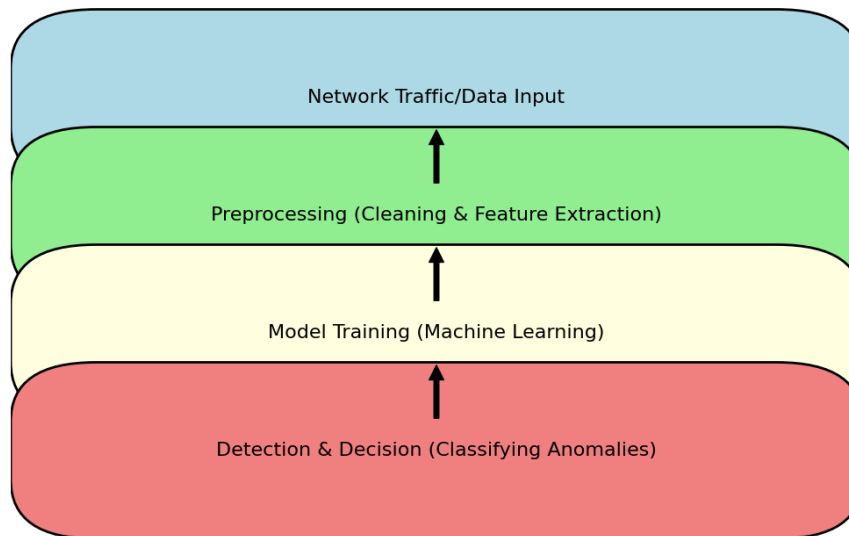 Network Traffic/Data Input
Preprocessing (Cleaning & Feature Extraction)
Model Training (Machine Learning)
Detection & Decision (Classifying Anomalies)